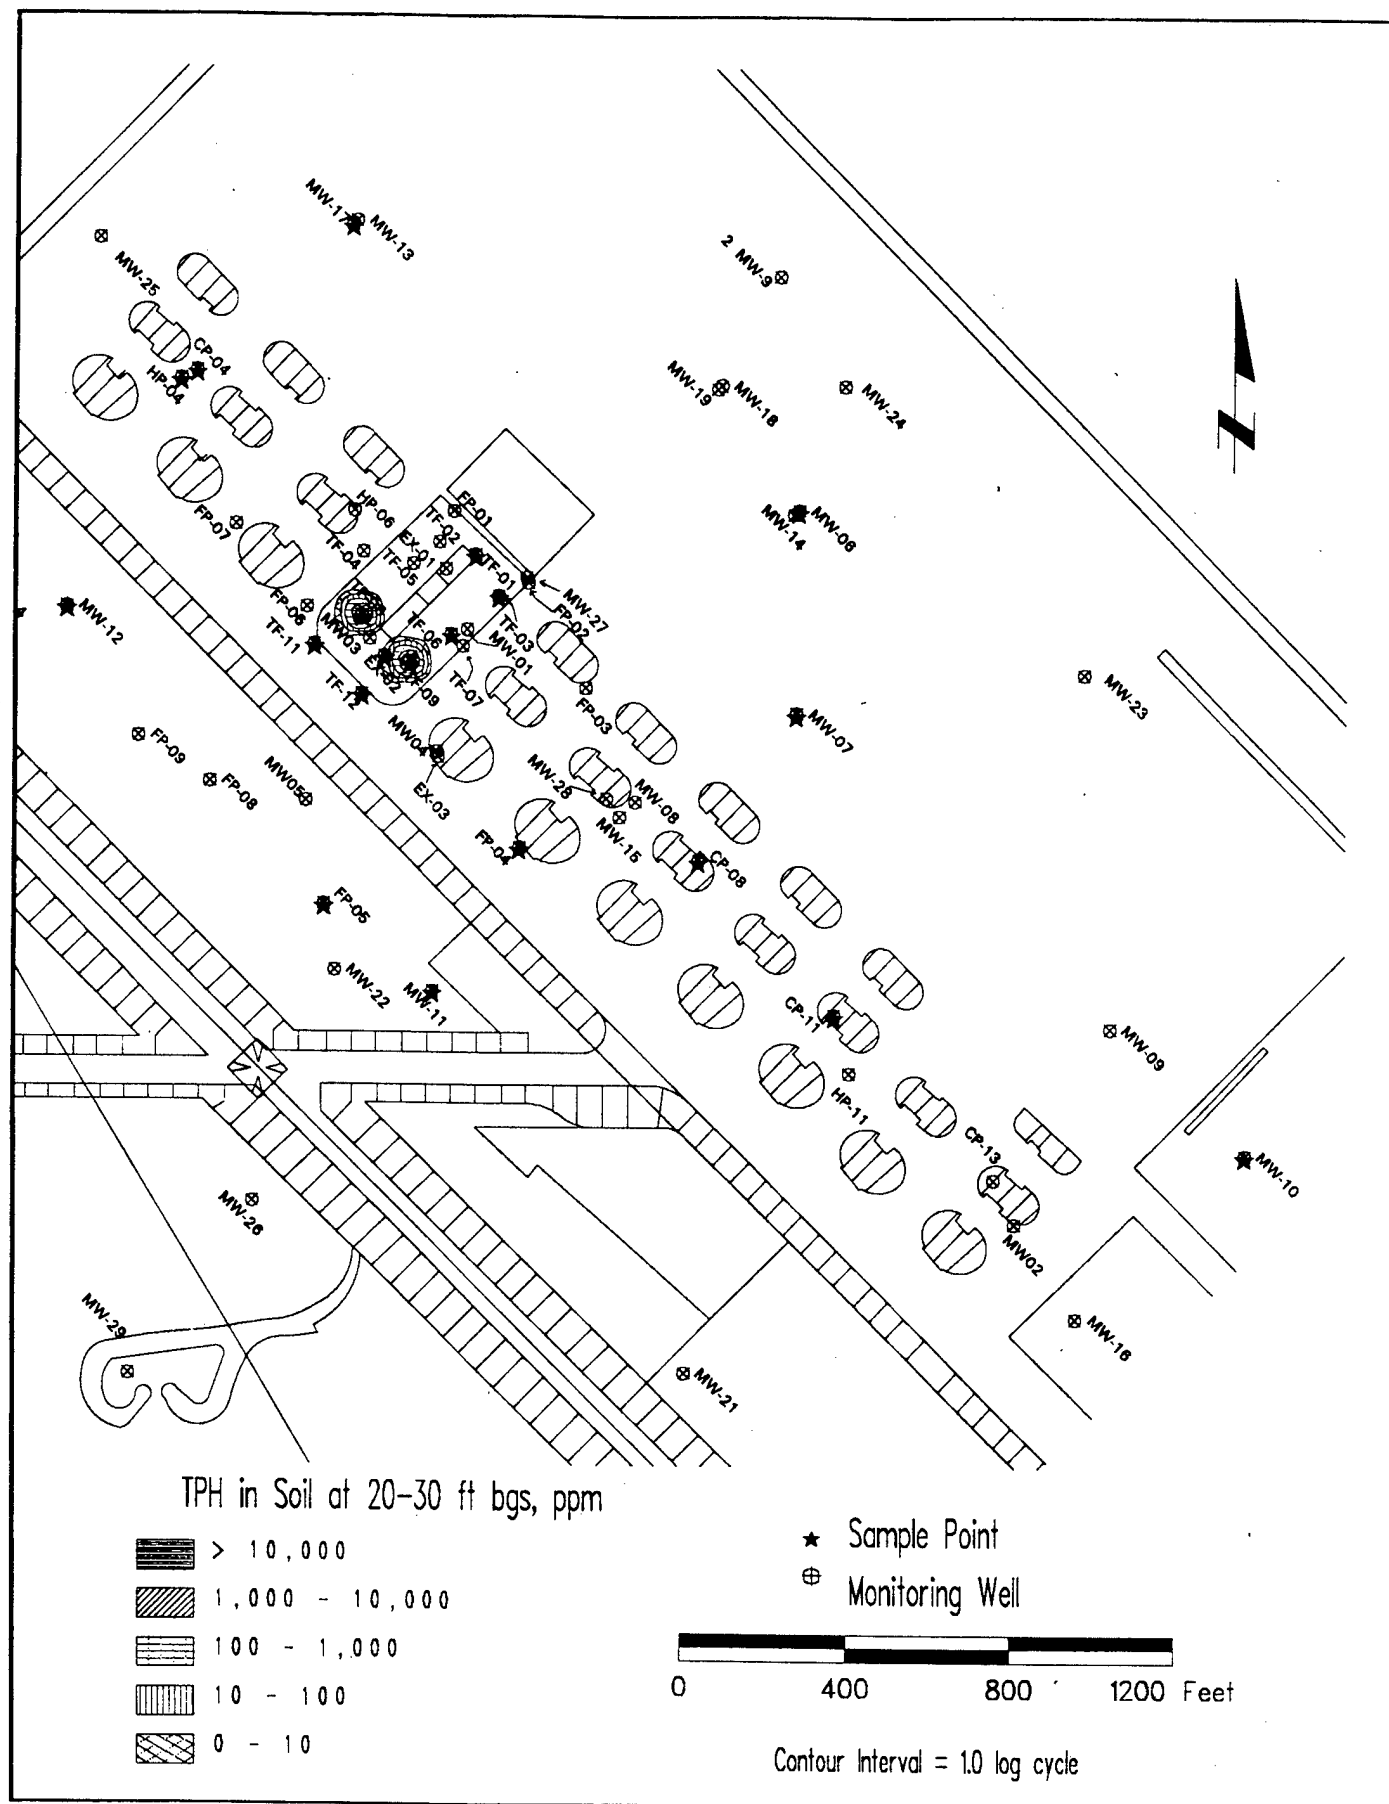 MW-17
MW-13
2 MW-9
MW-25
CP-04
HP-04
MW-19
MW-18
MW-24
FP-07
HP-06
FP-01
TF-02
EX-01
TF-04
TF-05
TF-01
MW-14
MW-06
MW-27
FP-02
TF-03
MW-12
FP-06
TF-11
MW03
TF-06
MW-01
EX-02
TF-09
TF-07
TF-12
FP-03
MW-23
MW-07
MW04
EX-03
FP-09
FP-08
MW05
MW-28
MW-08
MW-15
FP-04
CP-08
FP-05
MW-22
MW-11
CP-11
HP-11
MW-09
CP-13
MW-10
MW02
MW-26
MW-29
MW-16
MW-21
TPH in Soil at 20-30 ft bgs, ppm
> 10,000
1,000 - 10,000
100 - 1,000
10 - 100
0 - 10
Sample Point
Monitoring Well
0 400 800 1200 Feet
Contour Interval = 1.0 log cycle